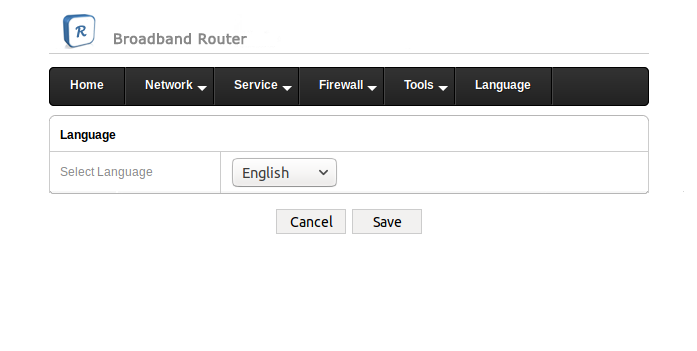 R
Broadband Router
Home Network Service Firewall Tools Language
Language
Select Language English
Cancel Save